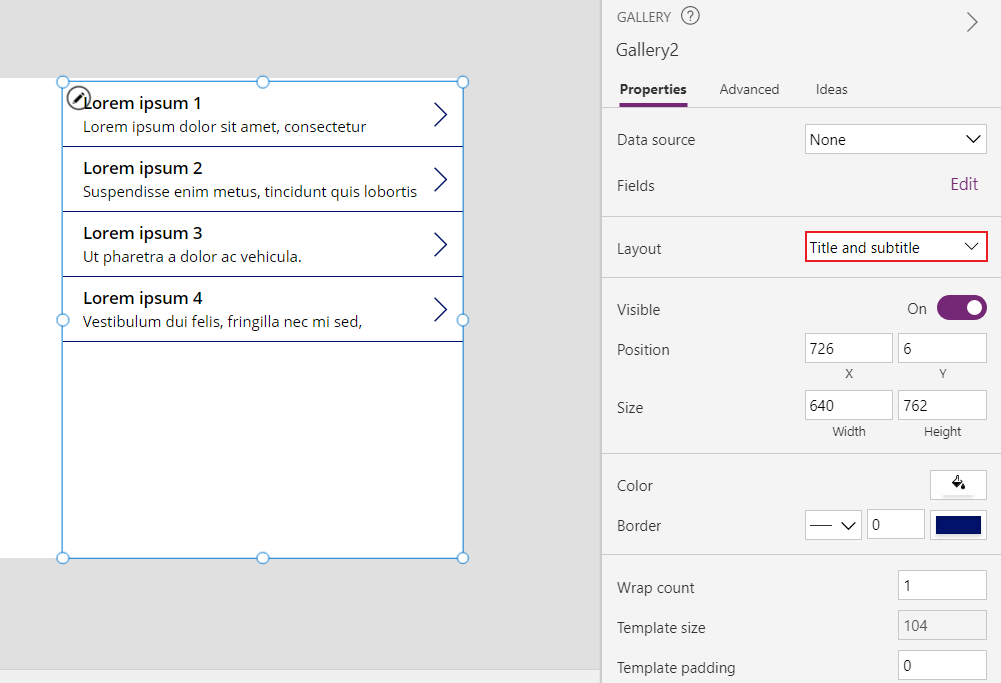 Lorem ipsum 1
Lorem ipsum dolor sit amet, consectetur
Lorem ipsum 2
Suspendisse enim metus, tincidunt quis lobortis
Lorem ipsum 3
Ut pharetra a dolor ac vehicula.
Lorem ipsum 4
Vestibulum dui felis, fringilla nec mi sed,
GALLERY ?
Gallery2
Properties Advanced Ideas
Data source None
Fields Edit
Layout Title and subtitle
Visible On
Position 726 6
X Y
Size 640 762
Width Height
Color
Border 0
Wrap count 1
Template size 104
Template padding 0